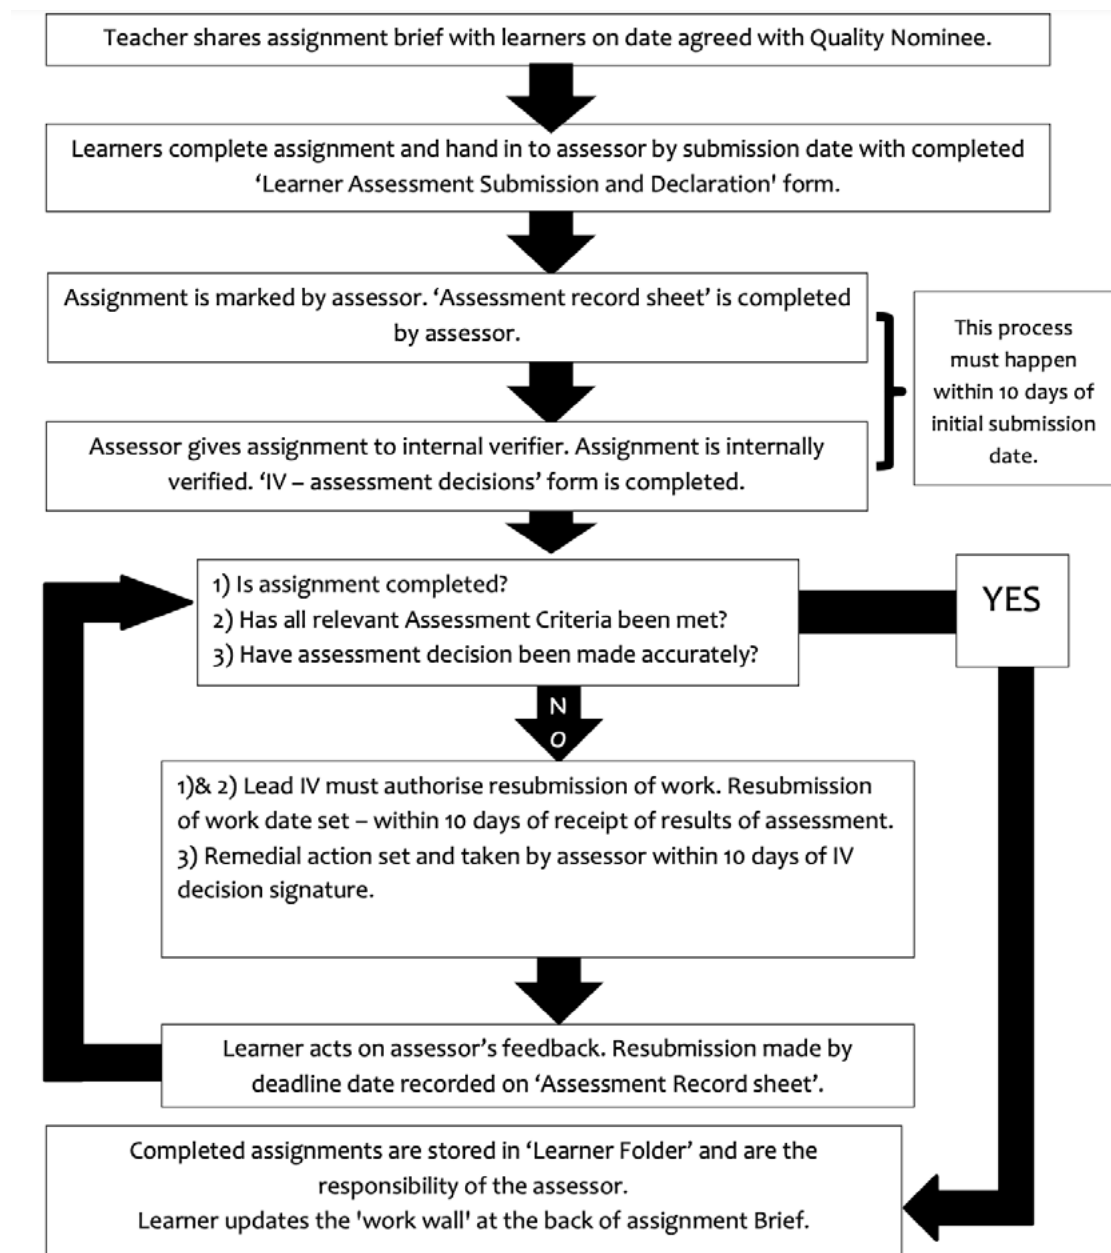 Teacher shares assignment brief with learners on date agreed with Quality Nominee.
Learners complete assignment and hand in to assessor by submission date with completed
‘Learner Assessment Submission and Declaration' form.
Assignment is marked by assessor. ‘Assessment record sheet’ is completed
by assessor.
This process
must happen
within 10 days of
initial submission
date.
Assessor gives assignment to internal verifier. Assignment is internally
verified. ‘IV – assessment decisions’ form is completed.
1) Is assignment completed?
2) Has all relevant Assessment Criteria been met?
3) Have assessment decision been made accurately?
YES
N
O
1)& 2) Lead IV must authorise resubmission of work. Resubmission
of work date set – within 10 days of receipt of results of assessment.
3) Remedial action set and taken by assessor within 10 days of IV
decision signature.
Learner acts on assessor’s feedback. Resubmission made by
deadline date recorded on ‘Assessment Record sheet’.
Completed assignments are stored in ‘Learner Folder’ and are the
responsibility of the assessor.
Learner updates the 'work wall' at the back of assignment Brief.